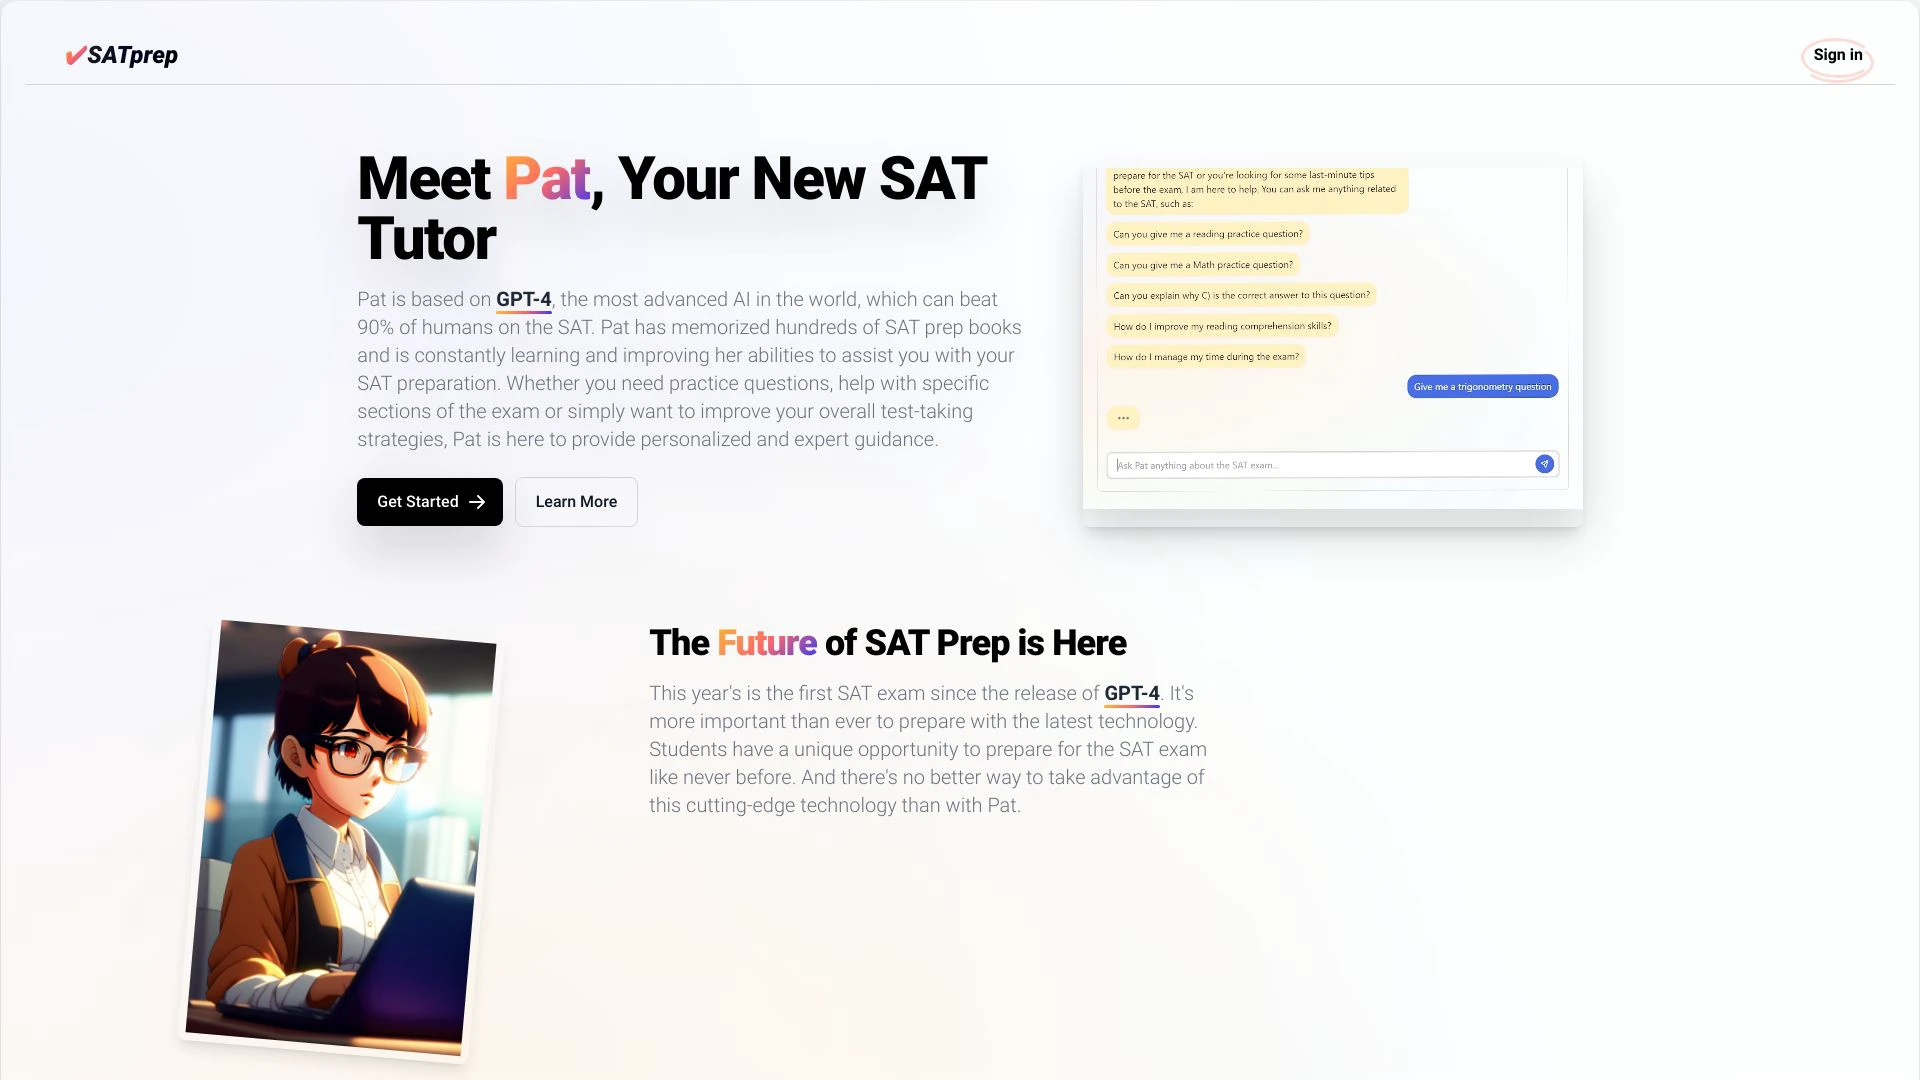 ✔SATprep
Sign in
Meet Pat, Your New SAT
Tutor
Pat is based on GPT-4, the most advanced AI in the world, which can beat
90% of humans on the SAT. Pat has memorized hundreds of SAT prep books
and is constantly learning and improving her abilities to assist you with your
SAT preparation. Whether you need practice questions, help with specific
sections of the exam or simply want to improve your overall test-taking
strategies, Pat is here to provide personalized and expert guidance.
Get Started →
Learn More
prepare for the SAT or you're looking for some last-minute tips
before the exam, I am here to help. You can ask me anything related
to the SAT, such as:
Can you give me a reading practice question?
Can you give me a Math practice question?
Can you explain why C) is the correct answer to this question?
How do I improve my reading comprehension skills?
How do I manage my time during the exam?
Give me a trigonometry question
...
Ask Pat anything about the SAT exam...
The Future of SAT Prep is Here
This year's is the first SAT exam since the release of GPT-4. It's
more important than ever to prepare with the latest technology.
Students have a unique opportunity to prepare for the SAT exam
like never before. And there's no better way to take advantage of
this cutting-edge technology than with Pat.